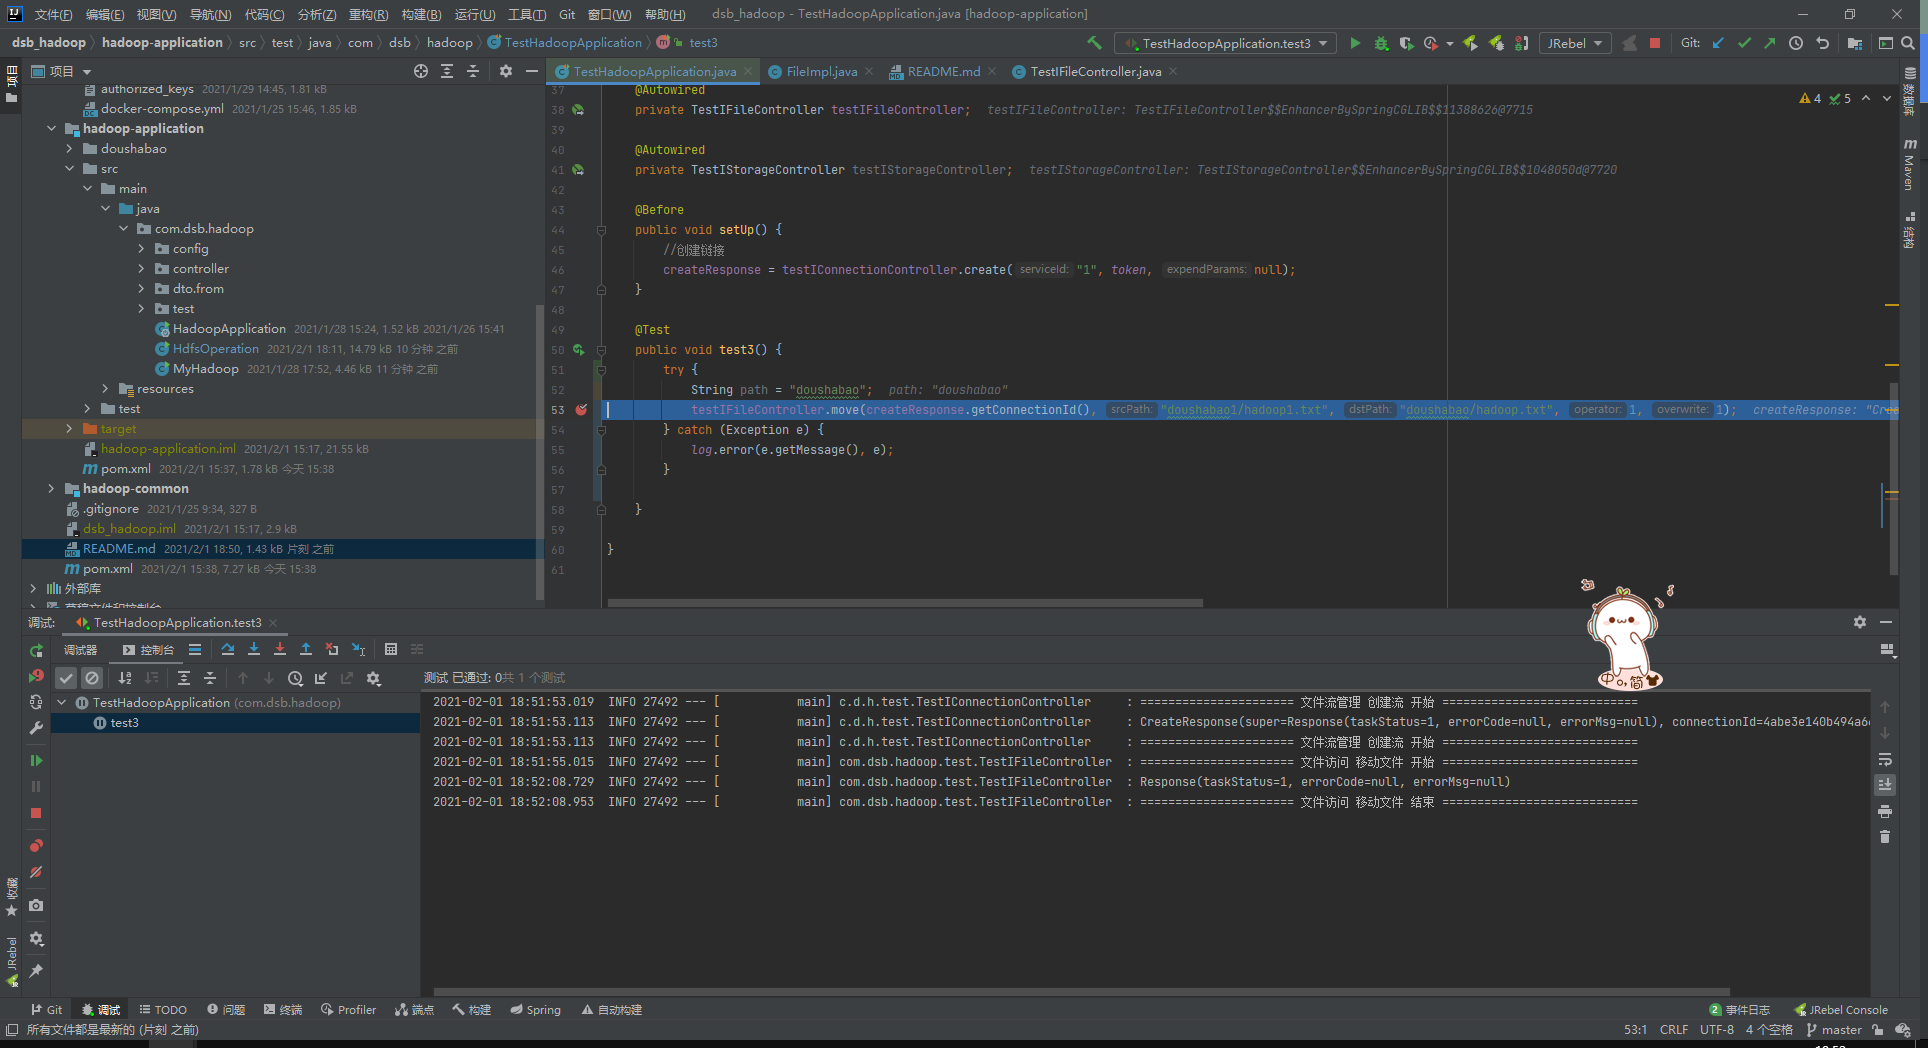 文件(F) 编辑(E) 视图(V) 导航(N) 代码(C) 分析(Z) 重构(R) 构建(B) 运行(U) 工具(T) Git 窗口(W) 帮助(H) dsb_hadoop - TestHadoopApplication.java [hadoop-application]
dsb_hadoop hadoop-application src test java com dsb hadoop TestHadoopApplication test3 TestHadoopApplication.test3 JRebel Git:
项目
TestHadoopApplication.java FileImpl.java README.md TestIFileController.java
authorized_keys 2021/1/29 14:45, 1.81 kB
docker-compose.yml 2021/1/25 15:46, 1.85 kB
hadoop-application
doushabao
src
main
java
com.dsb.hadoop
config
controller
dto.from
test
HadoopApplication 2021/1/28 15:24, 1.52 kB 2021/1/26 15:41
HdfsOperation 2021/2/1 18:11, 14.79 kB 10 分钟 之前
MyHadoop 2021/1/28 17:52, 4.46 kB 11 分钟 之前
resources
test
target
hadoop-application.iml 2021/2/1 15:17, 21.55 kB
pom.xml 2021/2/1 15:37, 1.78 kB 今天 15:38
hadoop-common
.gitignore 2021/1/25 9:34, 327 B
dsb_hadoop.iml 2021/2/1 15:17, 2.9 kB
README.md 2021/2/1 18:50, 1.43 kB 片刻 之前
pom.xml 2021/2/1 15:38, 7.27 kB 今天 15:38
外部库
草稿文件和控制台
37 @Autowired
4 5
38 private TestIFileController testIFileController; testIFileController: TestIFileController$$EnhancerBySpringCGLIB$$11388626@7715
39
40 @Autowired
41 private TestIStorageController testIStorageController; testIStorageController: TestIStorageController$$EnhancerBySpringCGLIB$$1048050d@7720
42
43 @Before
44 public void setUp() {
45 //创建链接
46 createResponse = testIConnectionController.create( serviceId: "1", token, expendParams: null);
47 }
48
49 @Test
50 public void test3() {
51 try {
52 String path = "doushabao"; path: "doushabao"
53 testIFileController.move(createResponse.getConnectionId(), srcPath: "doushabao1/hadoop1.txt", dstPath: "doushabao/hadoop.txt", operator: 1, overwrite: 1); createResponse: "Cre
54 } catch (Exception e) {
55 log.error(e.getMessage(), e);
56 }
57
58 }
59
60 }
61
项目
收藏
JRebel
数据库
Maven
结构
中 简
调试: TestHadoopApplication.test3
调试器 控制台
测试 已通过: 0共 1 个测试
TestHadoopApplication (com.dsb.hadoop)
test3
2021-02-01 18:51:53.019 INFO 27492 --- [ main] c.d.h.test.TestIConnectionController : ====================== 文件流管理 创建流 开始 ============================
2021-02-01 18:51:53.113 INFO 27492 --- [ main] c.d.h.test.TestIConnectionController : CreateResponse(super=Response(taskStatus=1, errorCode=null, errorMsg=null), connectionId=4abe3e140b494a6
2021-02-01 18:51:53.113 INFO 27492 --- [ main] c.d.h.test.TestIConnectionController : ====================== 文件流管理 创建流 开始 ============================
2021-02-01 18:51:55.015 INFO 27492 --- [ main] com.dsb.hadoop.test.TestIFileController : ====================== 文件访问 移动文件 开始 ============================
2021-02-01 18:52:08.729 INFO 27492 --- [ main] com.dsb.hadoop.test.TestIFileController : Response(taskStatus=1, errorCode=null, errorMsg=null)
2021-02-01 18:52:08.953 INFO 27492 --- [ main] com.dsb.hadoop.test.TestIFileController : ====================== 文件访问 移动文件 结束 ============================
Git 调试 TODO 问题 终端 Profiler 端点 构建 Spring 自动构建 2 事件日志 JRebel Console
所有文件都是最新的 (片刻 之前) 53:1 CRLF UTF-8 4 个空格 master